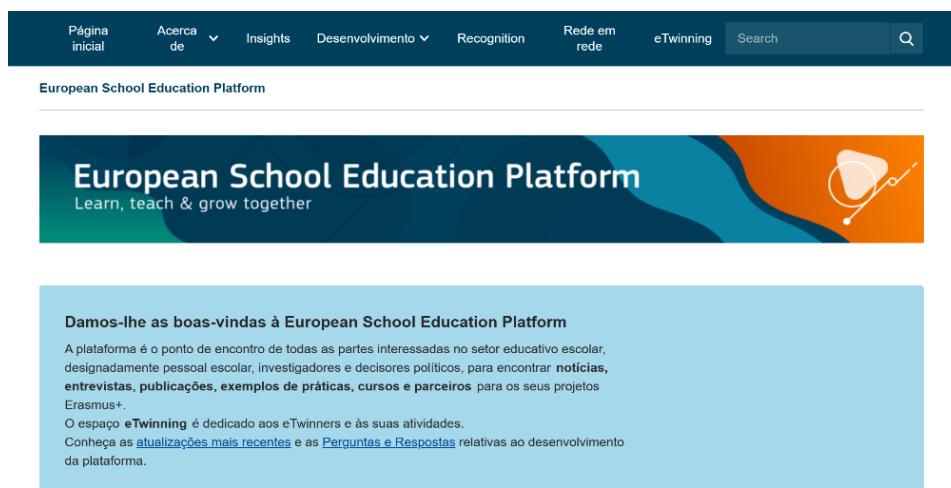 Página inicial
Acerca de
Insights
Desenvolvimento
Recognition
Rede em rede
eTwinning
Search
European School Education Platform
European School Education Platform
Learn, teach & grow together
Damos-lhe as boas-vindas à European School Education Platform
A plataforma é o ponto de encontro de todas as partes interessadas no setor educativo escolar,
designadamente pessoal escolar, investigadores e decisores políticos, para encontrar notícias,
entrevistas, publicações, exemplos de práticas, cursos e parceiros para os seus projetos
Erasmus+.
O espaço eTwinning é dedicado aos eTwinners e às suas atividades.
Conheça as atualizações mais recentes e as Perguntas e Respostas relativas ao desenvolvimento
da plataforma.